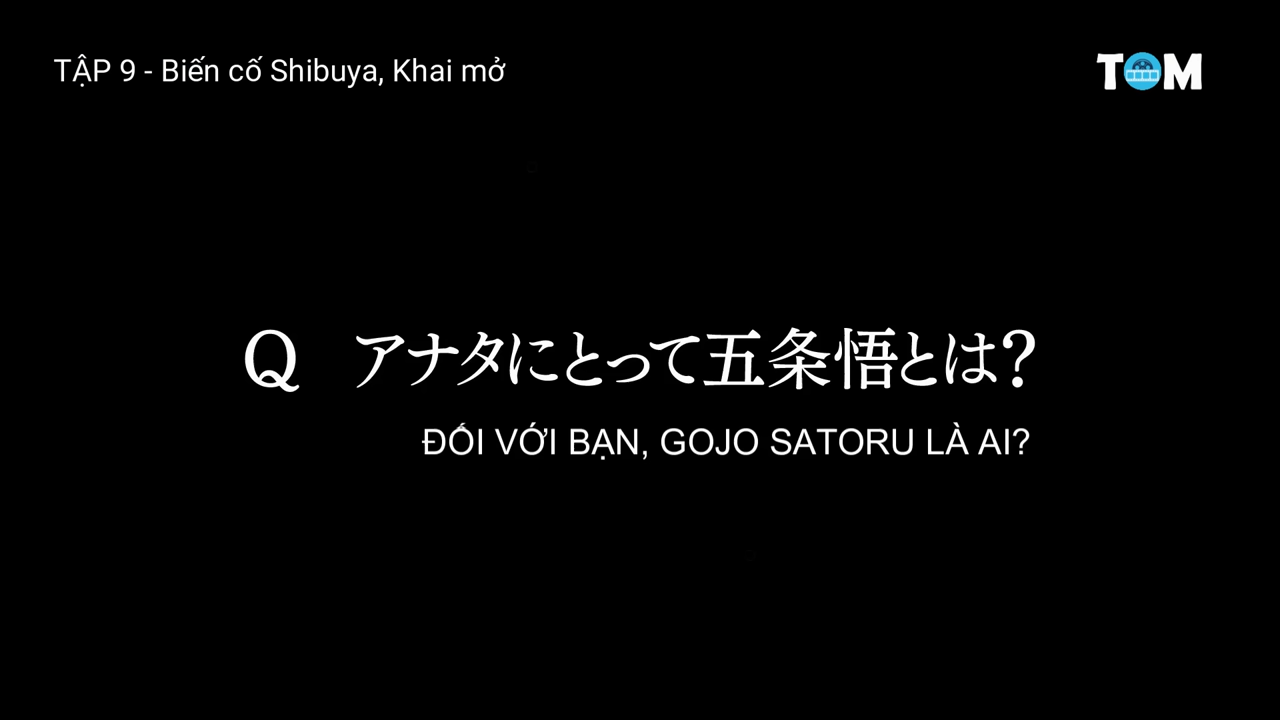 TẬP 9 - Biến cố Shibuya, Khai mở
TOM
Q アナタにとって五条悟とは?
ĐỐI VỚI BẠN, GOJO SATORU LÀ AI?